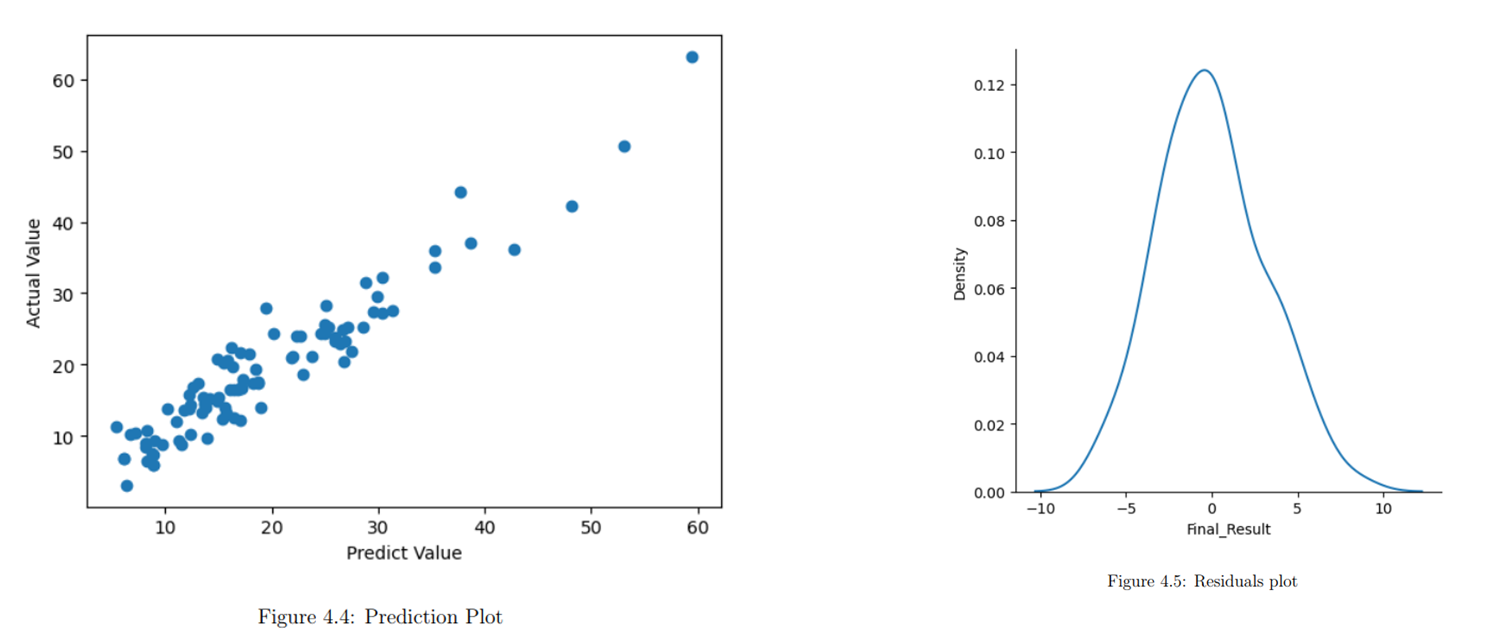 60
50
40
30
20
10
Actual Value
10 20 30 40 50 60
Predict Value
Figure 4.4: Prediction Plot
0.12
0.10
0.08
0.06
0.04
0.02
0.00
Density
−10 −5 0 5 10
Final_Result
Figure 4.5: Residuals plot